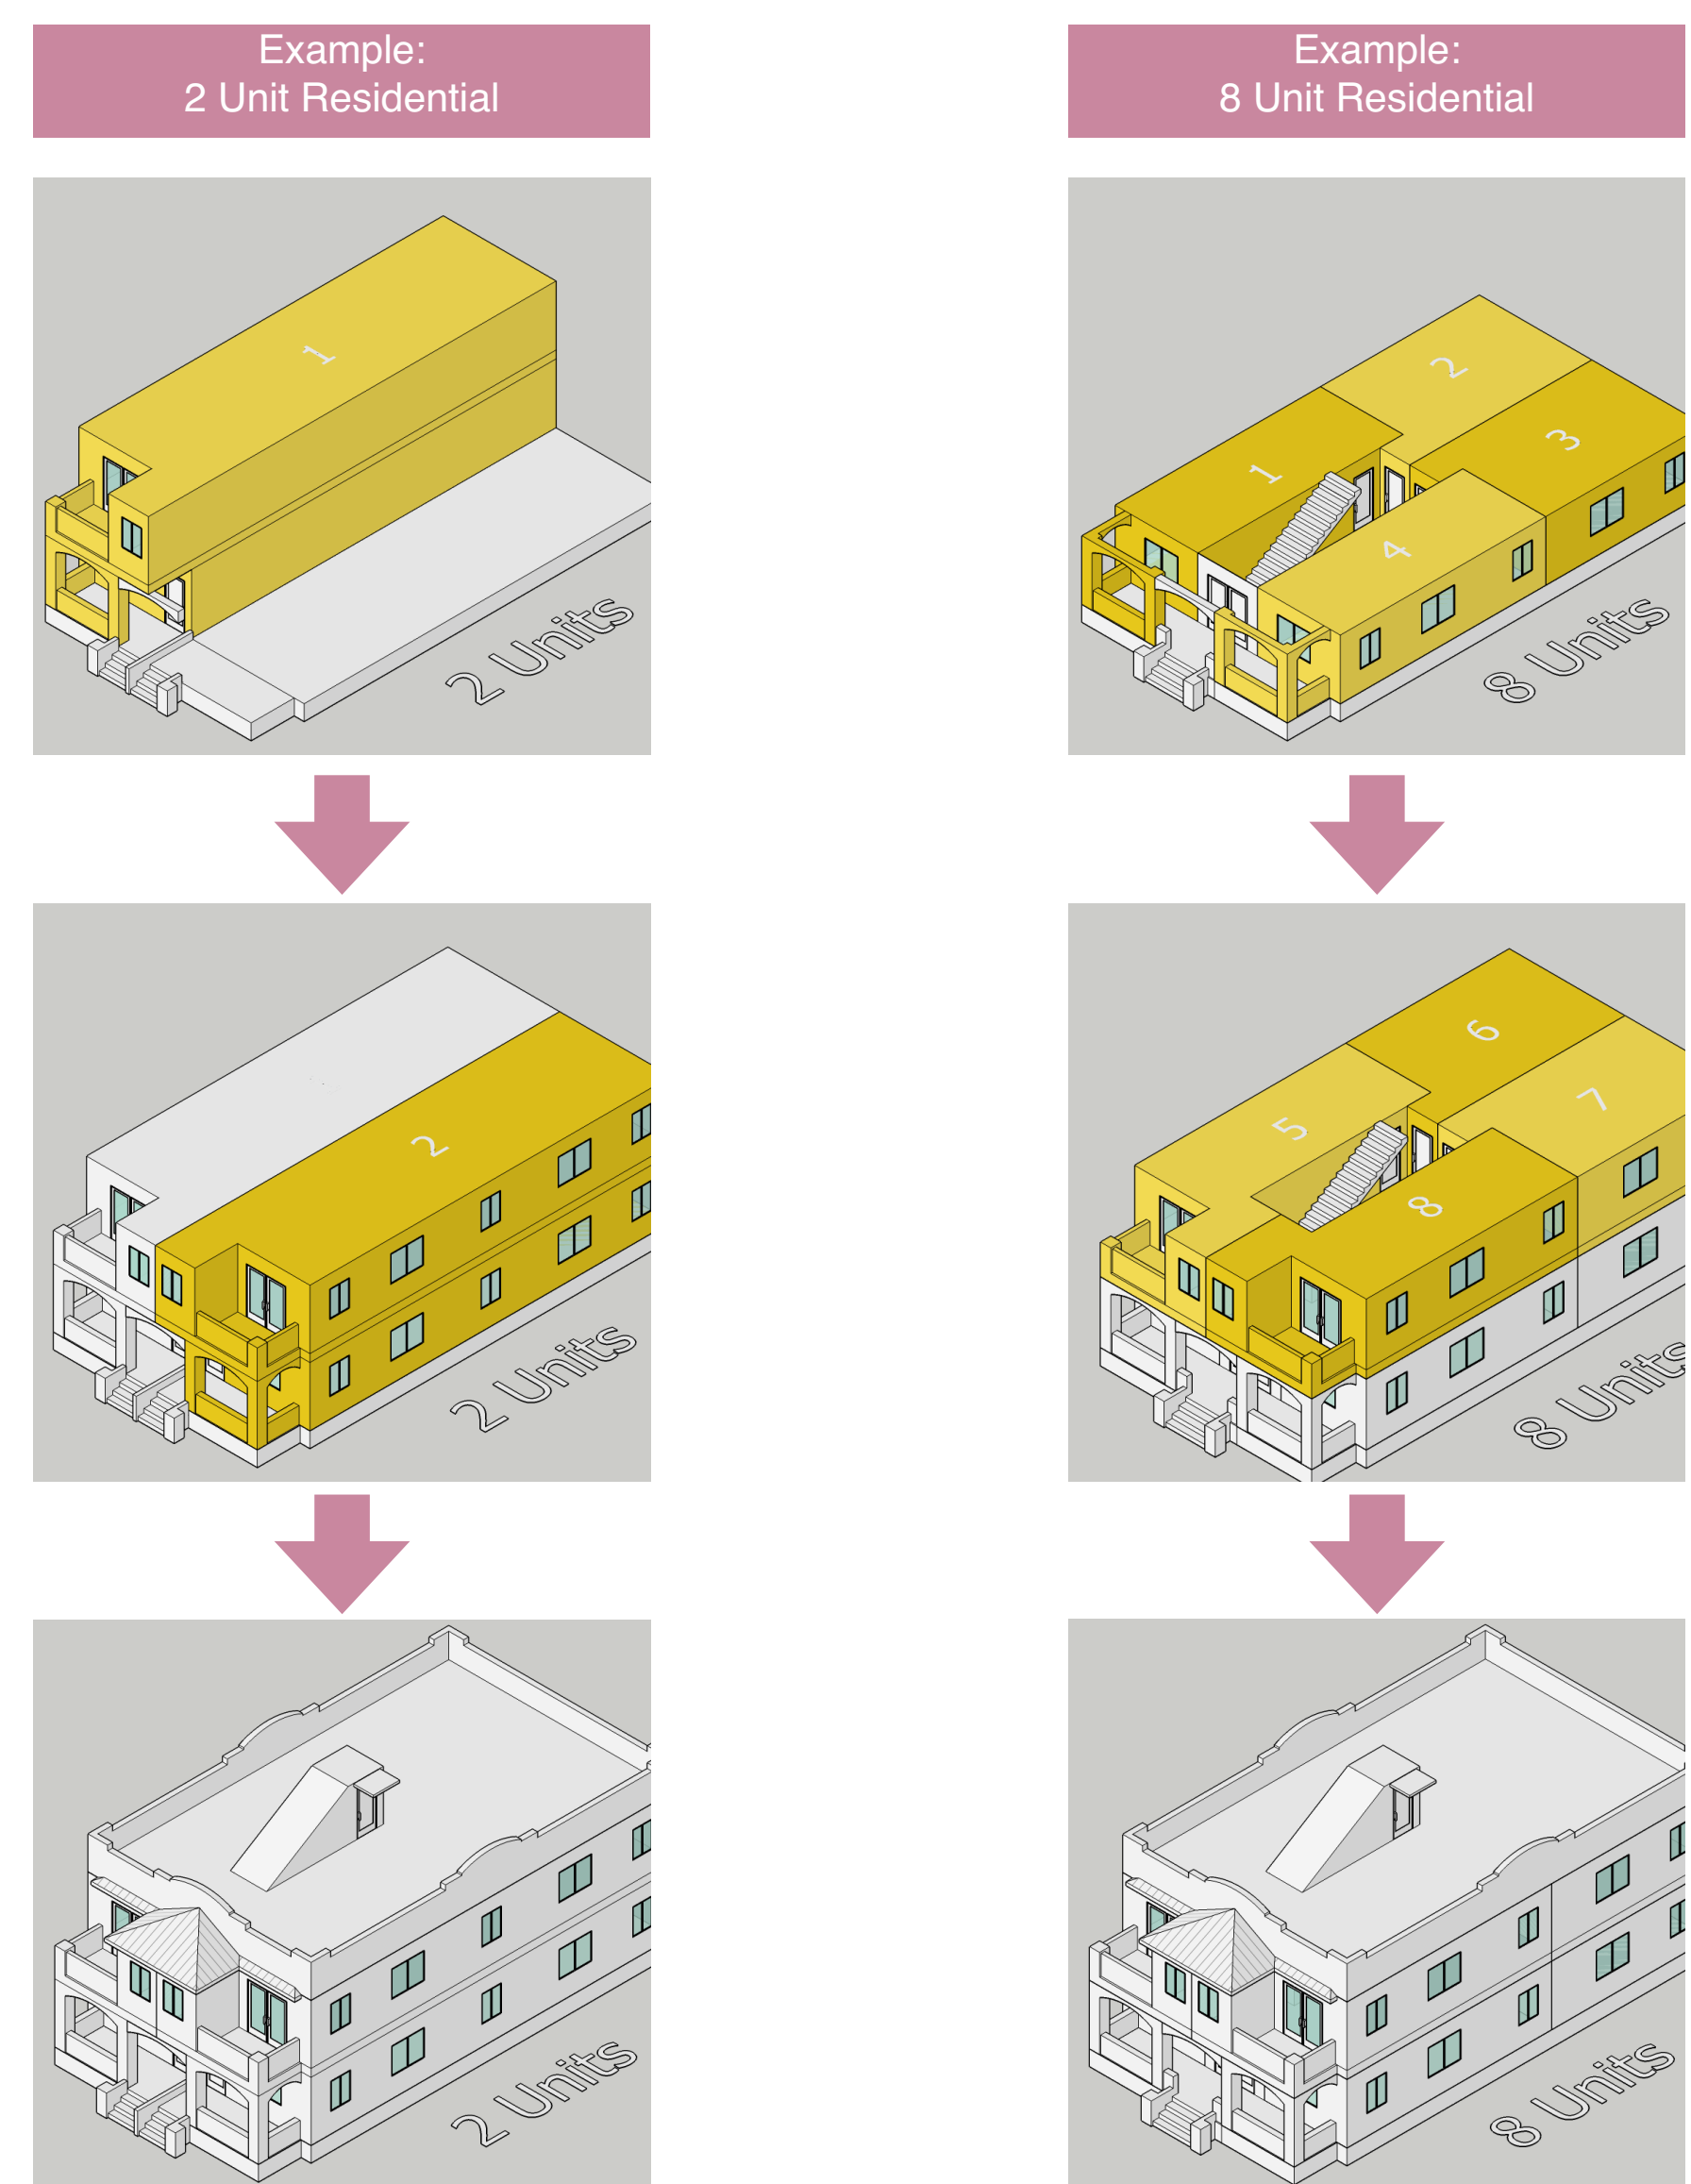 Example:
2 Unit Residential
1
2 Units
2
2 Units
2 Units
Example:
8 Unit Residential
2
3
1
4
8 Units
6
7
5
8
8 Units
8 Units